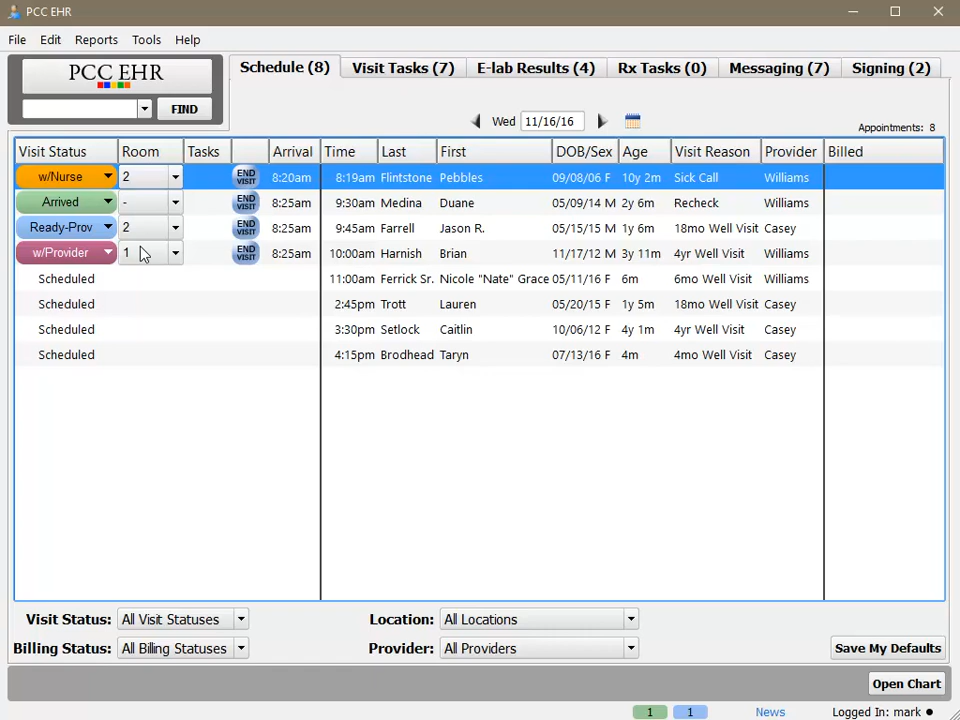 PCC EHR
File Edit Reports Tools Help
PCC EHR
FIND
Schedule (8) Visit Tasks (7) E-lab Results (4) Rx Tasks (0) Messaging (7) Signing (2)
Wed 11/16/16
Appointments: 8
Visit Status Room Tasks Arrival Time Last First DOB/Sex Age Visit Reason Provider Billed
w/Nurse 2 END VISIT 8:20am 8:19am Flintstone Pebbles 09/08/06 F 10y 2m Sick Call Williams
Arrived - END VISIT 8:25am 9:30am Medina Duane 05/09/14 M 2y 6m Recheck Williams
Ready-Prov 2 END VISIT 8:25am 9:45am Farrell Jason R. 05/15/15 M 1y 6m 18mo Well Visit Casey
w/Provider 1 END VISIT 8:25am 10:00am Harnish Brian 11/17/12 M 3y 11m 4yr Well Visit Williams
Scheduled 11:00am Ferrick Sr. Nicole "Nate" Grace 05/11/16 F 6m 6mo Well Visit Williams
Scheduled 2:45pm Trott Lauren 05/20/15 F 1y 5m 18mo Well Visit Casey
Scheduled 3:30pm Setlock Caitlin 10/06/12 F 4y 1m 4yr Well Visit Casey
Scheduled 4:15pm Brodhead Taryn 07/13/16 F 4m 4mo Well Visit Casey
Visit Status: All Visit Statuses Location: All Locations
Billing Status: All Billing Statuses Provider: All Providers Save My Defaults
Open Chart
1 1 News Logged In: mark